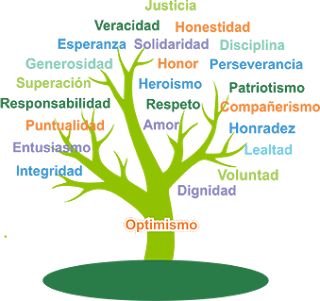 Justicia
Veracidad Honestidad
Esperanza Solidaridad Disciplina
Generosidad Honor Perseverancia
Superación Heroismo Patriotismo
Responsabilidad Respeto Compañerismo
Puntualidad Amor Honradez
Entusiasmo Lealtad
Integridad Voluntad
Dignidad
Optimismo